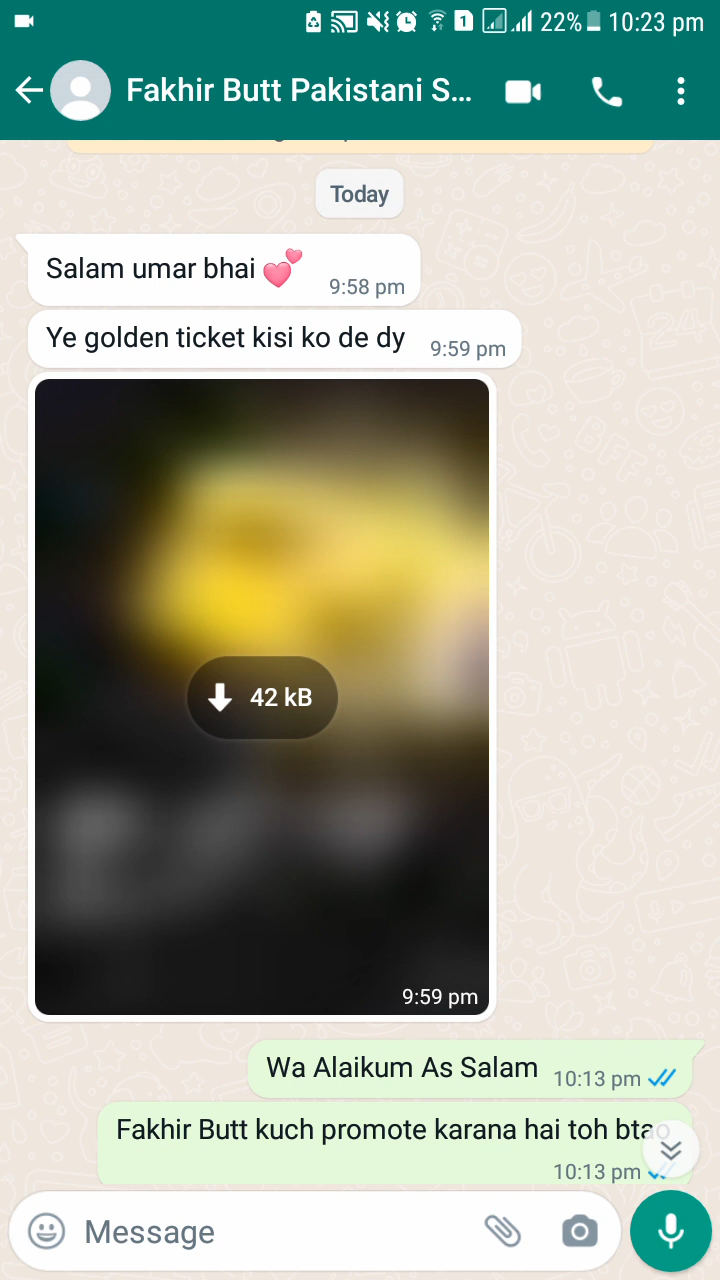 1
22%
10:23 pm
Fakhir Butt Pakistani S...
Today
Salam umar bhai 💕
9:58 pm
Ye golden ticket kisi ko de dy
9:59 pm
42 kB
9:59 pm
Wa Alaikum As Salam
10:13 pm
Fakhir Butt kuch promote karana hai toh btao
10:13 pm
Message